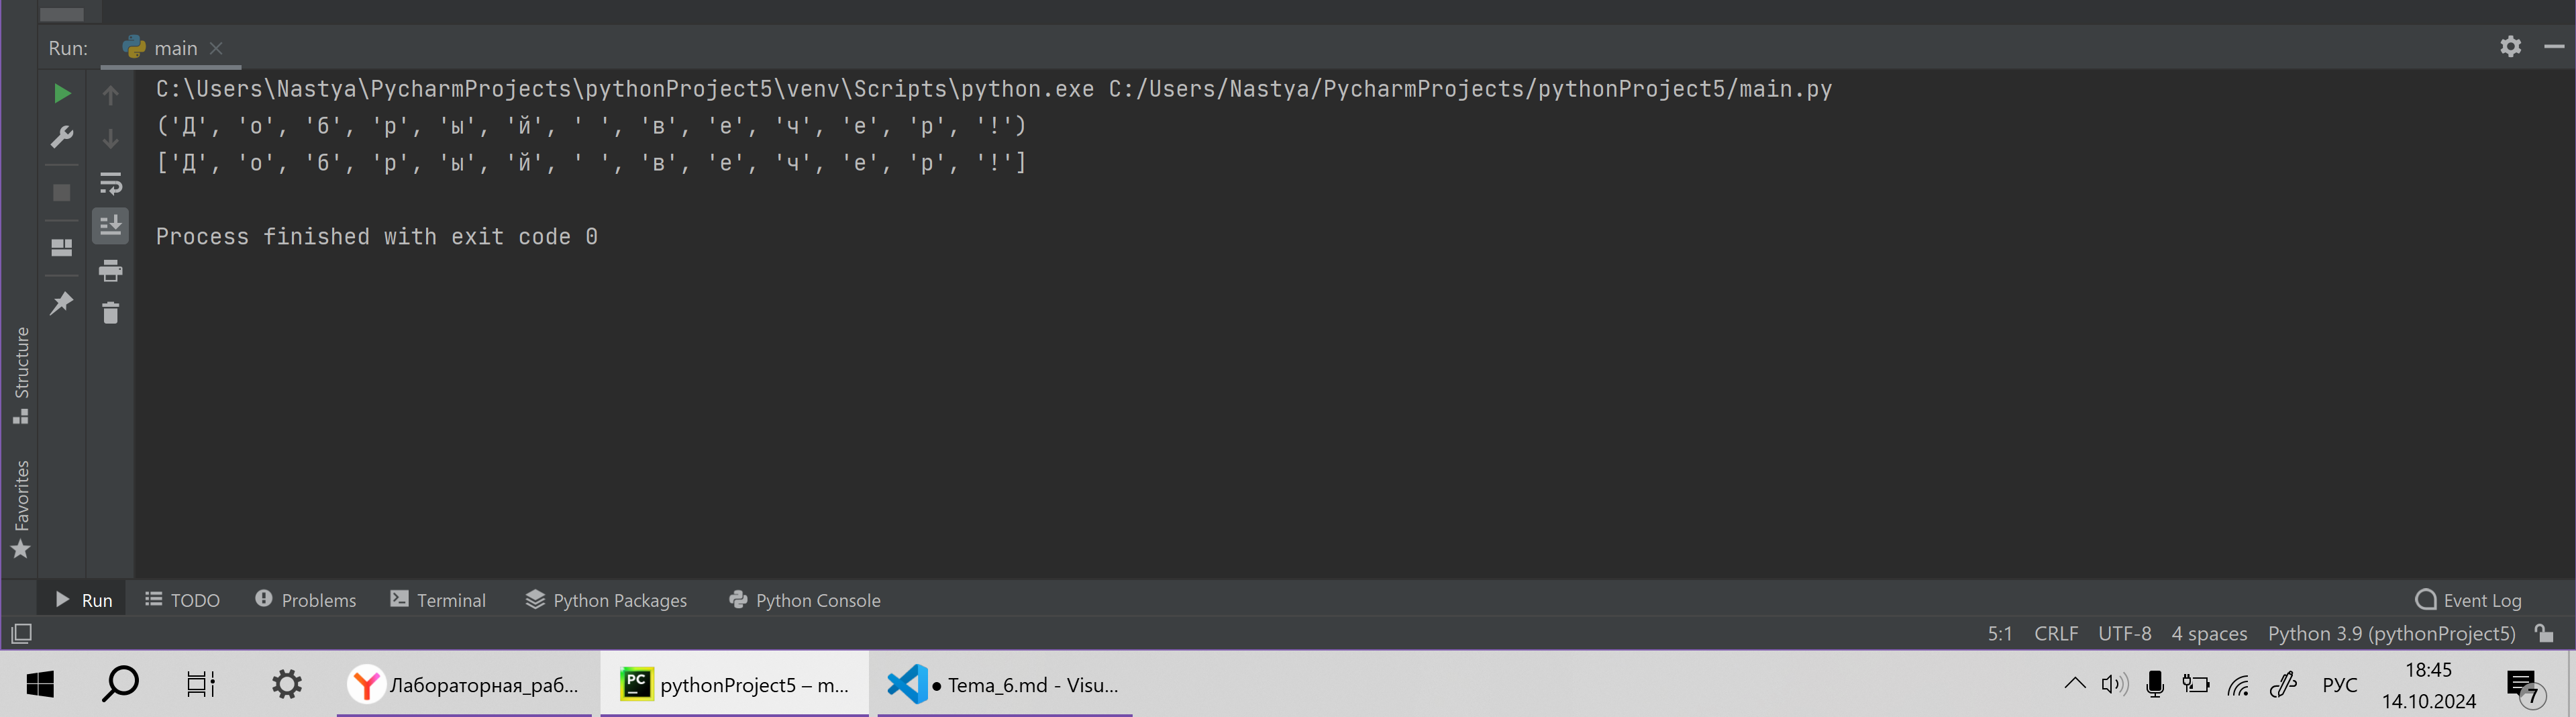 Run:
main
C:\Users\Nastya\PycharmProjects\pythonProject5\venv\Scripts\python.exe C:/Users/Nastya/PycharmProjects/pythonProject5/main.py
('Д', 'о', 'б', 'р', 'ы', 'й', ' ', 'в', 'е', 'ч', 'е', 'р', '!')
['Д', 'о', 'б', 'р', 'ы', 'й', ' ', 'в', 'е', 'ч', 'е', 'р', '!']
Process finished with exit code 0
Structure
Favorites
Run TODO Problems Terminal Python Packages Python Console Event Log
5:1 CRLF UTF-8 4 spaces Python 3.9 (pythonProject5)
Лабораторная_раб... PC pythonProject5 – m... ● Tema_6.md - Visu... РУС 18:45
14.10.2024
7